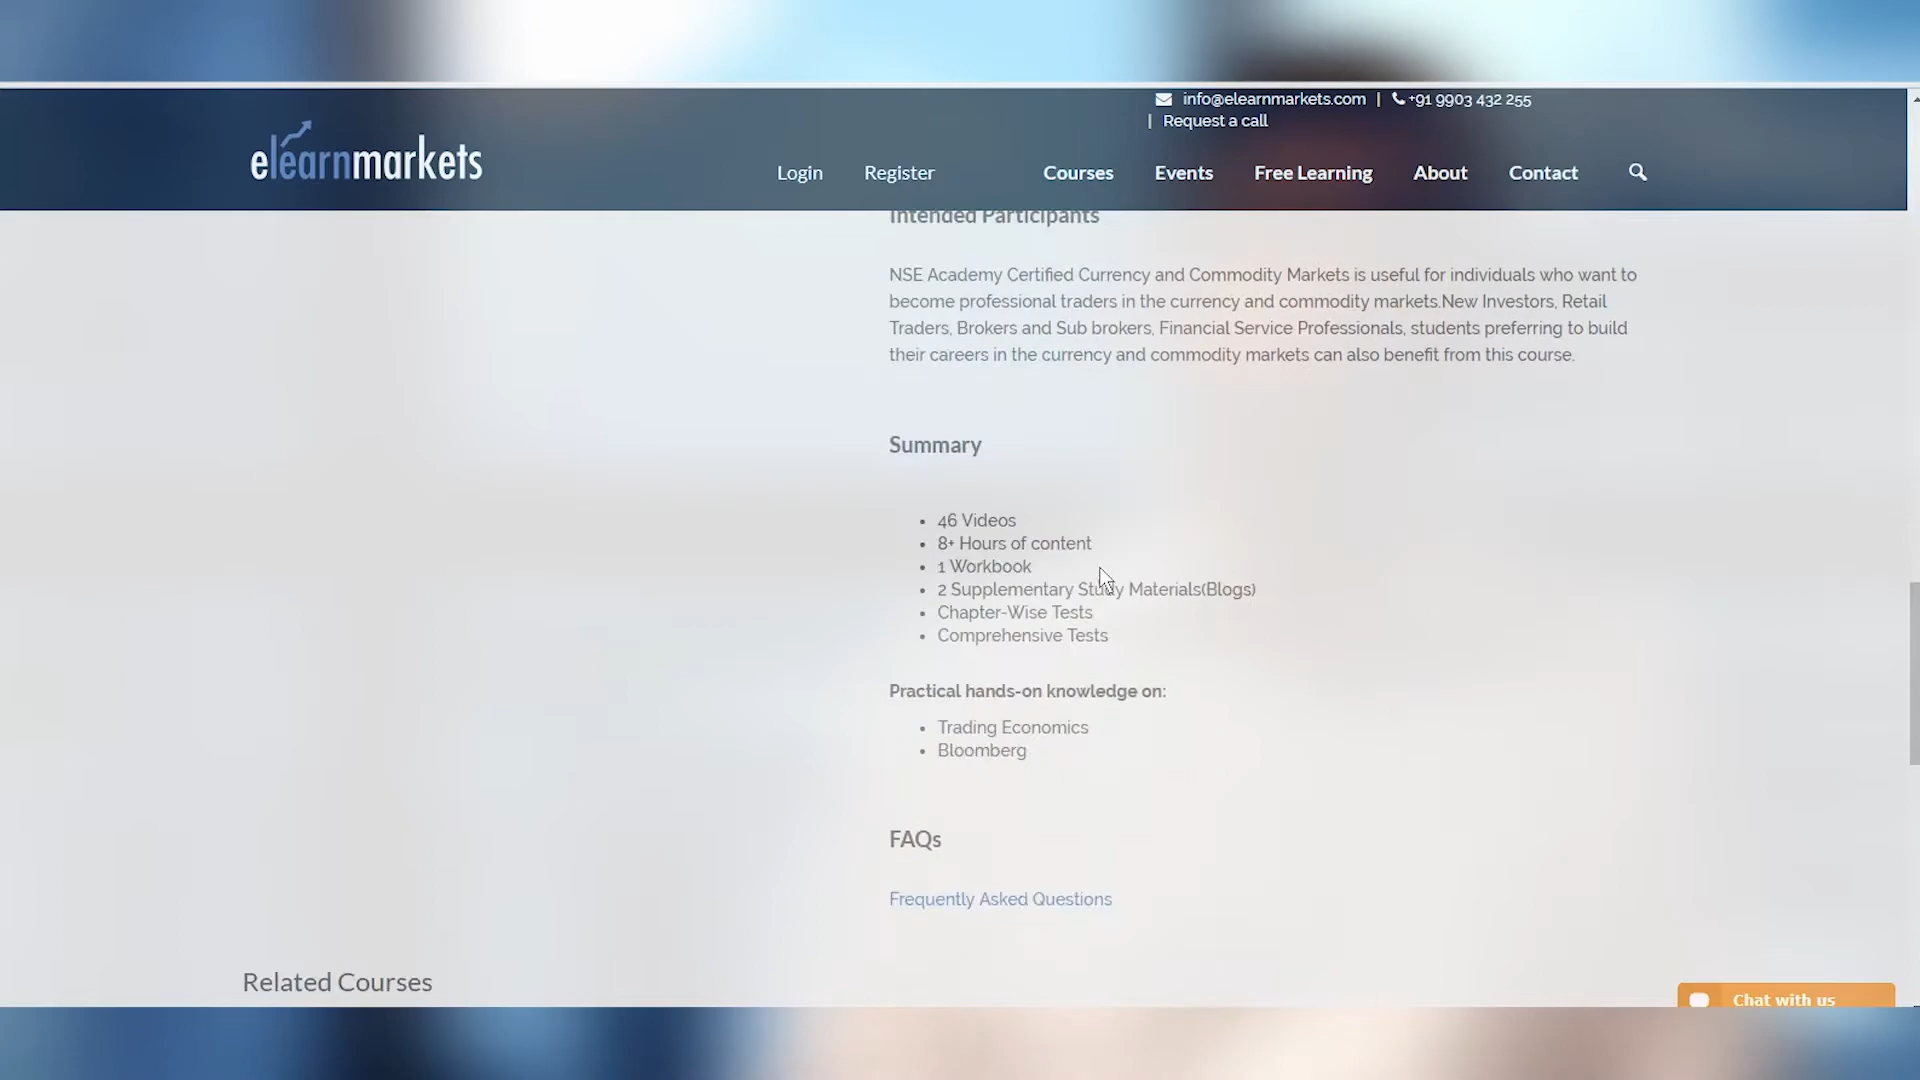 info@elearnmarkets.com | +91 9903 432 255
| Request a call
elearnmarkets
Login Register Courses Events Free Learning About Contact
Intended Participants
NSE Academy Certified Currency and Commodity Markets is useful for individuals who want to
become professional traders in the currency and commodity markets.New Investors, Retail
Traders, Brokers and Sub brokers, Financial Service Professionals, students preferring to build
their careers in the currency and commodity markets can also benefit from this course.
Summary
• 46 Videos
• 8+ Hours of content
• 1 Workbook
• 2 Supplementary Study Materials(Blogs)
• Chapter-Wise Tests
• Comprehensive Tests
Practical hands-on knowledge on:
• Trading Economics
• Bloomberg
FAQs
Frequently Asked Questions
Related Courses
Chat with us